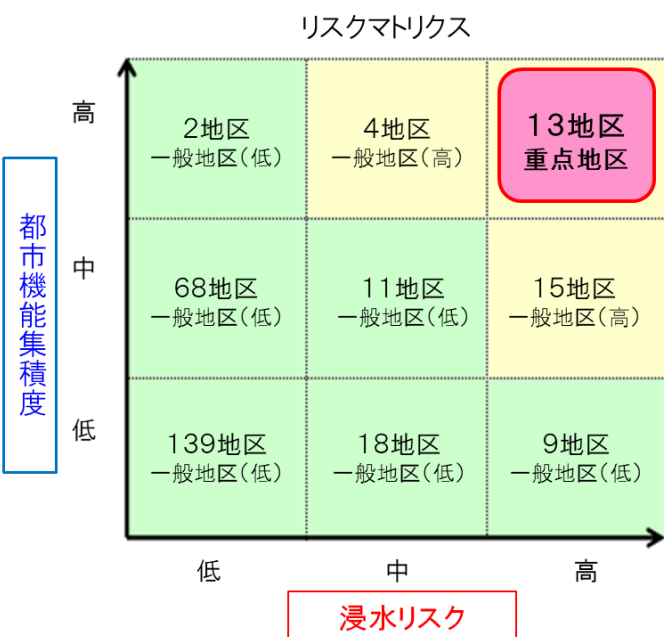 リスクマトリクス
高
2地区
一般地区(低)
4地区
一般地区(高)
13地区
重点地区
都市機能集積度
中
68地区
一般地区(低)
11地区
一般地区(低)
15地区
一般地区(高)
低
139地区
一般地区(低)
18地区
一般地区(低)
9地区
一般地区(低)
低
中
高
浸水リスク